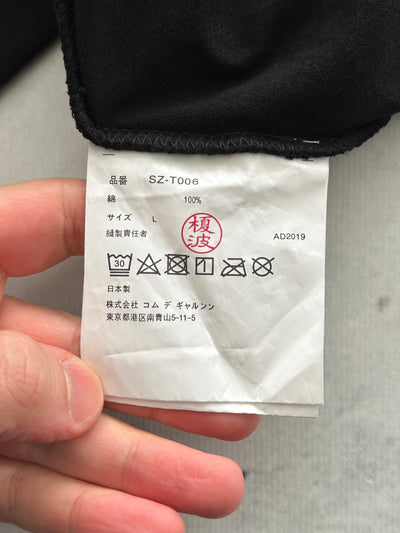 品番 SZ-T006
綿 100%
サイズ L
縫製責任者 榎波 AD2019
30
日本製
株式会社 コム デ ギャルソン
東京都港区南青山5-11-5